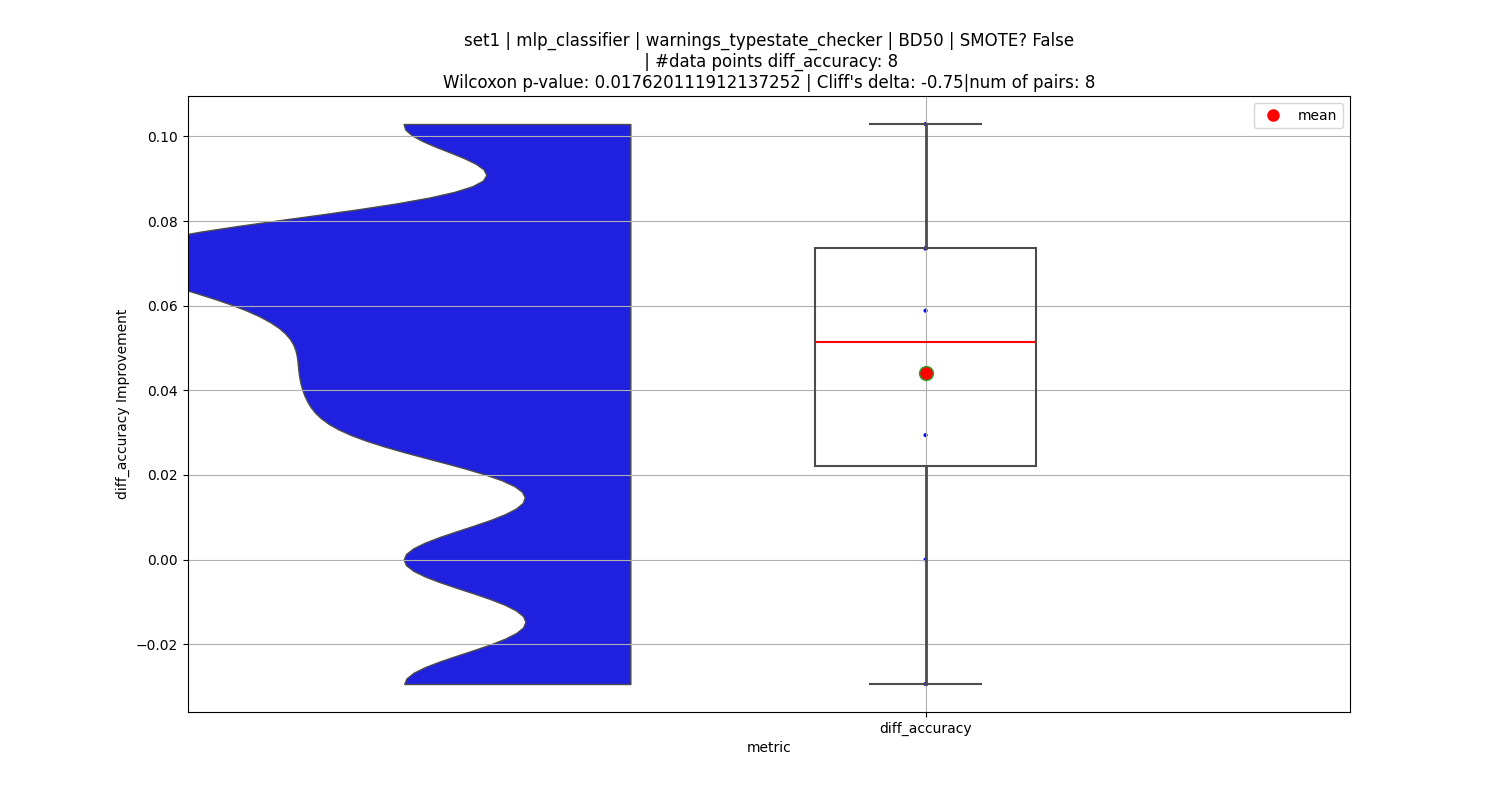 set1 | mlp_classifier | warnings_typestate_checker | BD50 | SMOTE? False
| #data points diff_accuracy: 8
Wilcoxon p-value: 0.017620111912137252 | Cliff's delta: -0.75|num of pairs: 8
mean
0.10
0.08
0.06
0.04
0.02
0.00
−0.02
diff_accuracy Improvement
diff_accuracy
metric